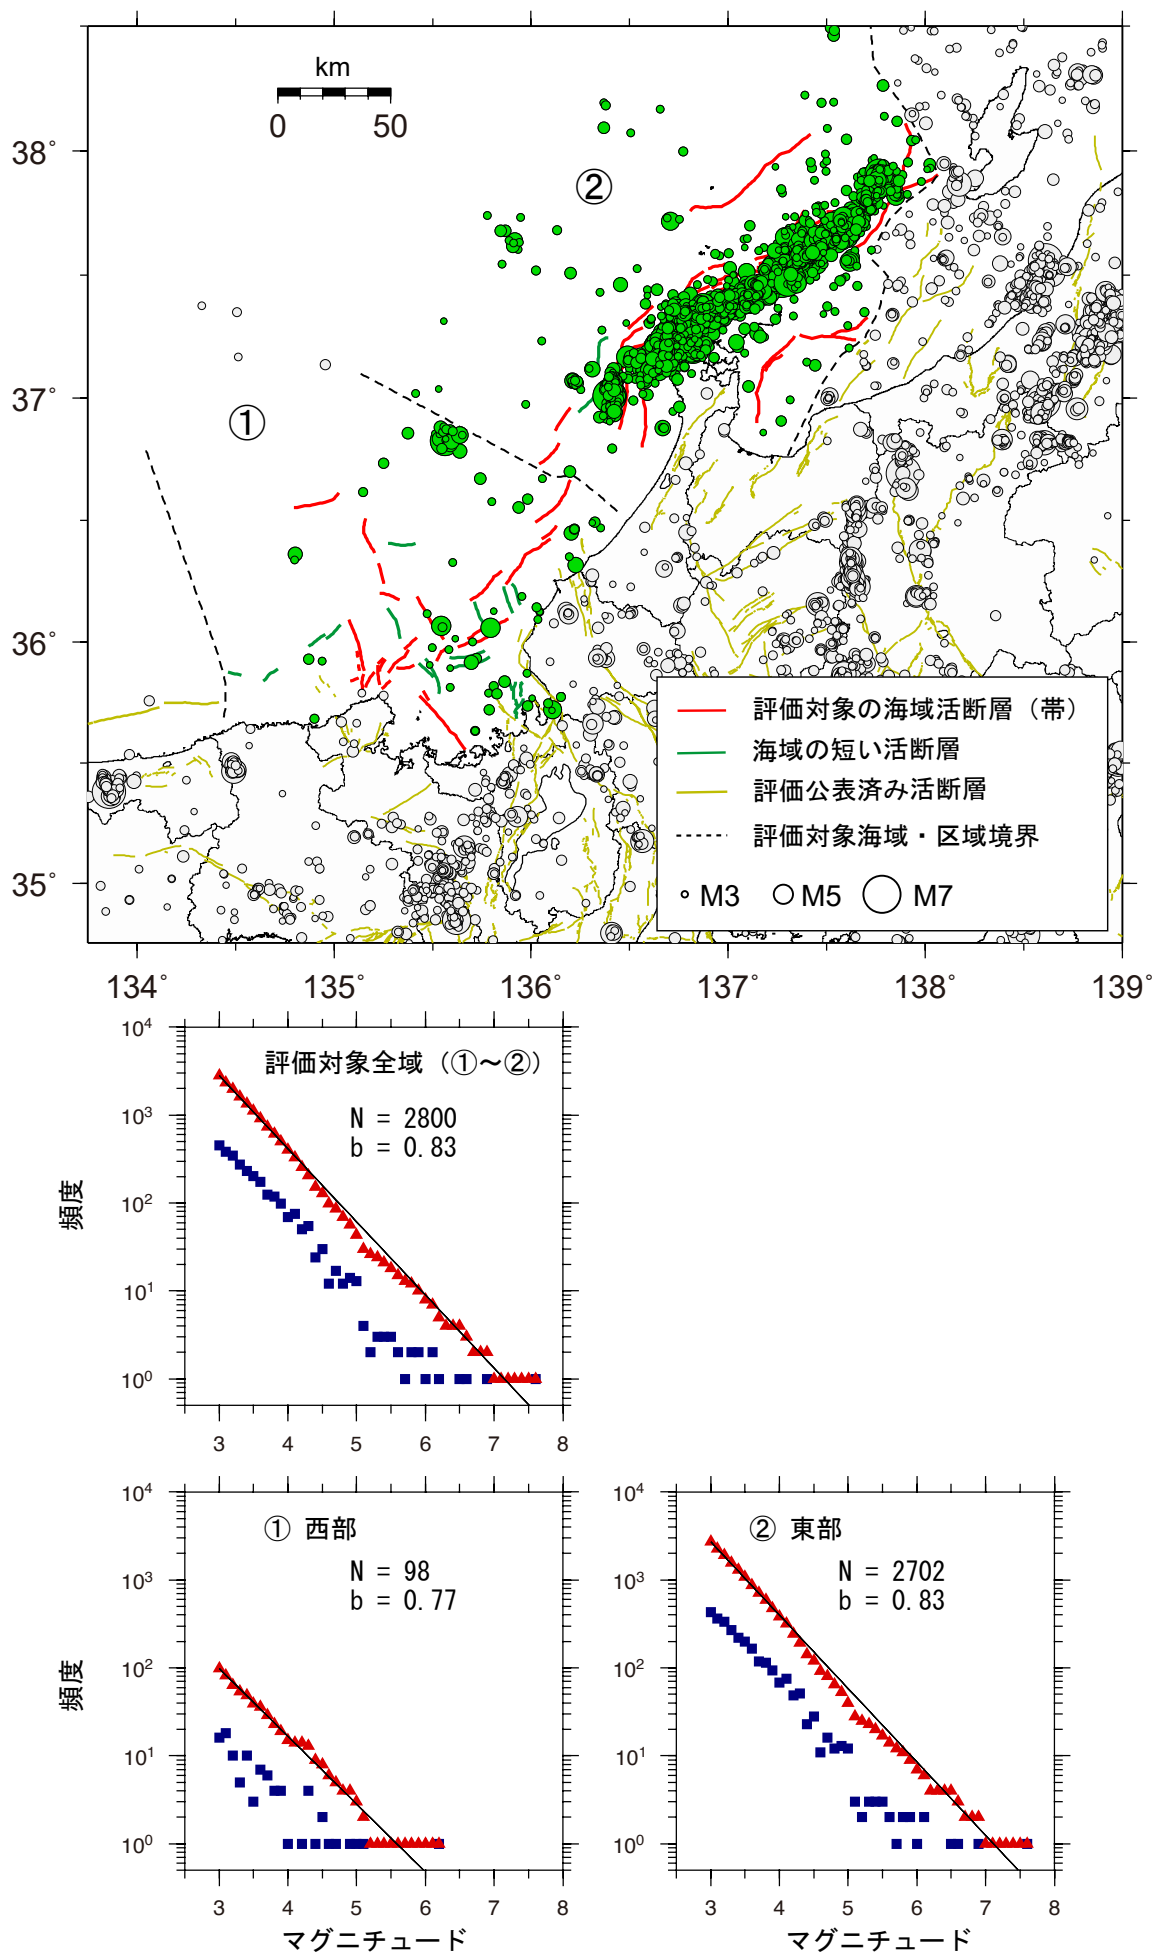 km
0 50
38°
②
37°
①
36°
35°
評価対象の海域活断層（帯）
海域の短い活断層
評価公表済み活断層
評価対象海域・区域境界
M3 M5 M7
134° 135° 136° 137° 138° 139°
評価対象全域（①〜②）
N = 2800
b = 0.83
10⁴
10³
10²
10¹
10⁰
頻度
3 4 5 6 7 8
① 西部
N = 98
b = 0.77
10⁴
10³
10²
10¹
10⁰
頻度
3 4 5 6 7 8
マグニチュード
② 東部
N = 2702
b = 0.83
10⁴
10³
10²
10¹
10⁰
3 4 5 6 7 8
マグニチュード